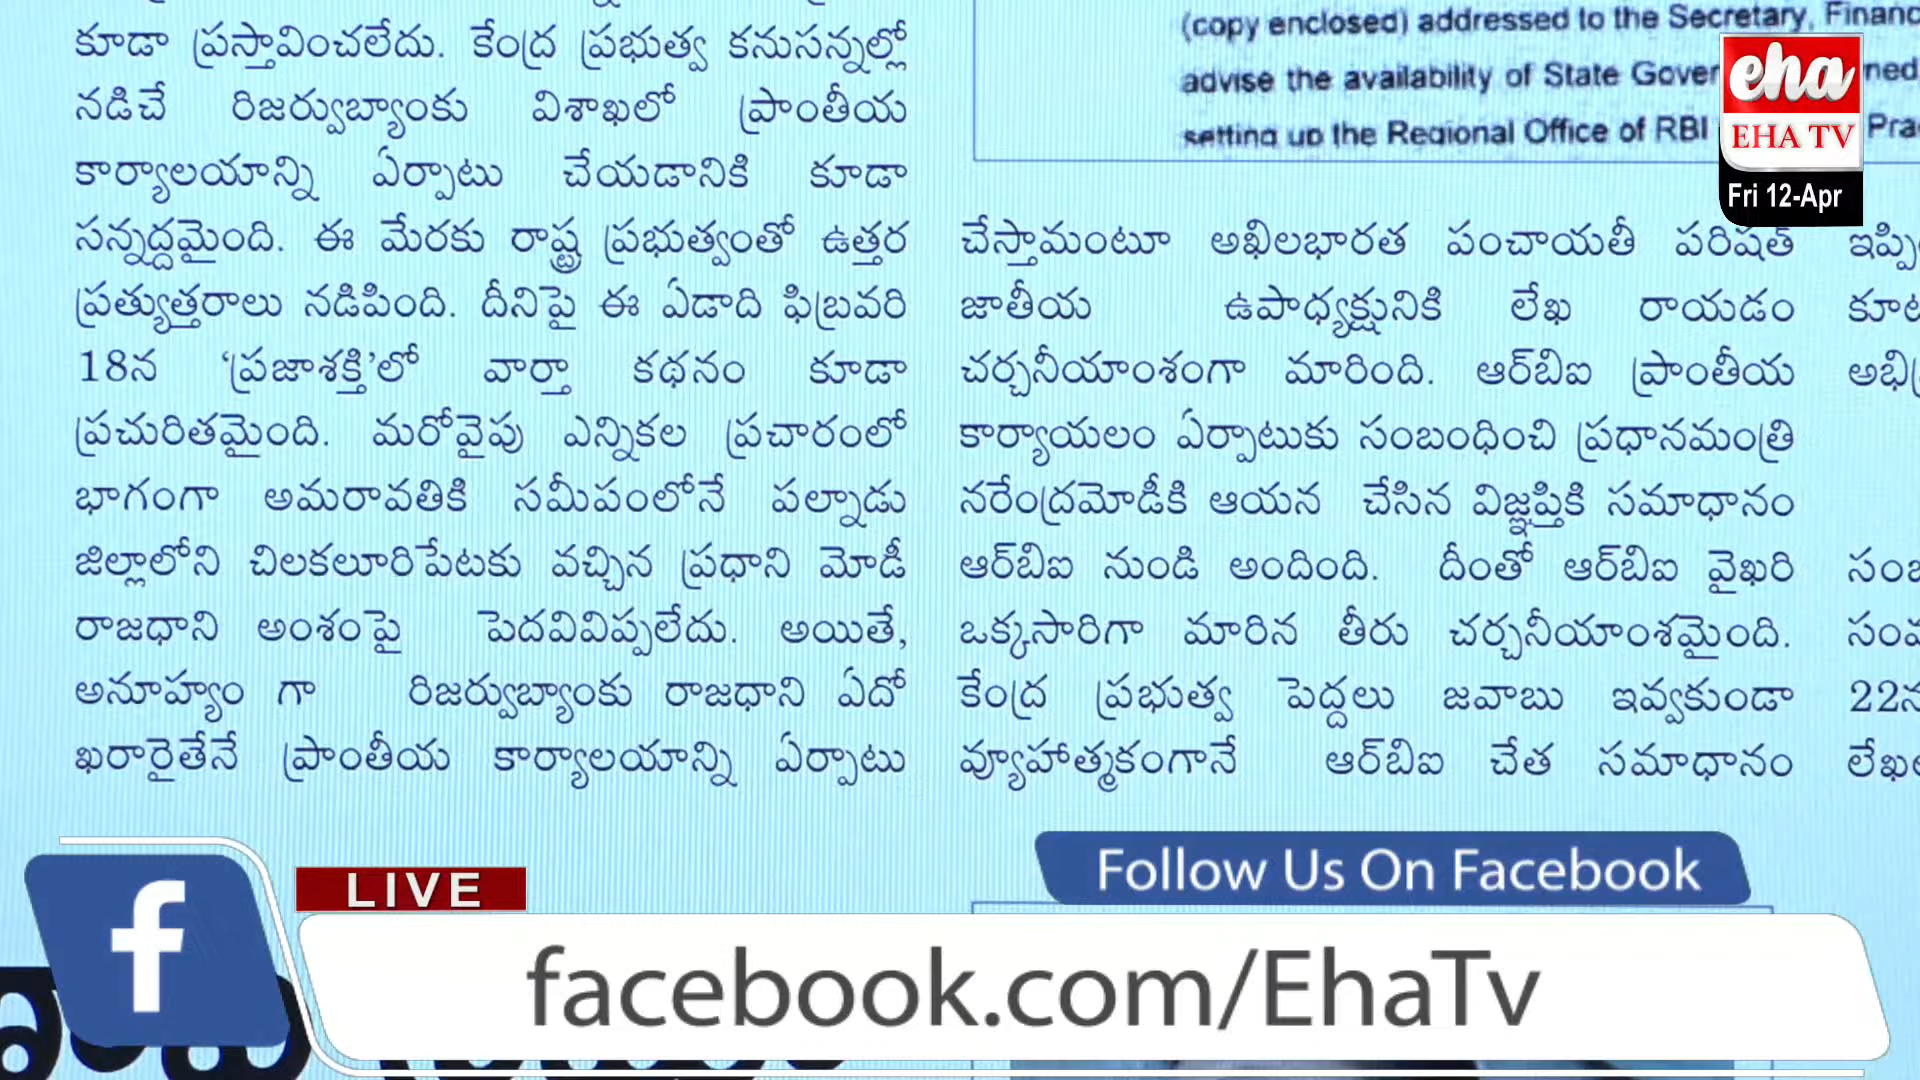 కూడా ప్రస్తావించలేదు. కేంద్ర ప్రభుత్వ కనుసన్నల్లో
నడిచే రిజర్వుబ్యాంకు విశాఖలో ప్రాంతీయ
కార్యాలయాన్ని ఏర్పాటు చేయడానికి కూడా
సన్నద్ధమైంది. ఈ మేరకు రాష్ట్ర ప్రభుత్వంతో ఉత్తర
ప్రత్యుత్తరాలు నడిపింది. దీనిపై ఈ ఏడాది ఫిబ్రవరి
18న ‘ప్రజాశక్తి’లో వార్తా కథనం కూడా
ప్రచురితమైంది. మరోవైపు ఎన్నికల ప్రచారంలో
భాగంగా అమరావతికి సమీపంలోనే పల్నాడు
జిల్లాలోని చిలకలూరిపేటకు వచ్చిన ప్రధాని మోడీ
రాజధాని అంశంపై పెదవివిప్పలేదు. అయితే,
అనూహ్యం గా రిజర్వుబ్యాంకు రాజధాని ఏదో
ఖరారైతేనే ప్రాంతీయ కార్యాలయాన్ని ఏర్పాటు
(copy enclosed) addressed to the Secretary,
advise the availability of State
setting up the Regional Office of RBI
చేస్తామంటూ అఖిలభారత పంచాయతీ పరిషత్
జాతీయ ఉపాధ్యక్షునికి లేఖ రాయడం
చర్చనీయాంశంగా మారింది. ఆర్‌బిఐ ప్రాంతీయ
కార్యాయలం ఏర్పాటుకు సంబంధించి ప్రధానమంత్రి
నరేంద్రమోడీకి ఆయన చేసిన విజ్ఞప్తికి సమాధానం
ఆర్‌బిఐ నుండి అందింది. దీంతో ఆర్‌బిఐ వైఖరి
ఒక్కసారిగా మారిన తీరు చర్చనీయాంశమైంది.
కేంద్ర ప్రభుత్వ పెద్దలు జవాబు ఇవ్వకుండా
వ్యూహాత్మకంగానే ఆర్‌బిఐ చేత సమాధానం
eha
EHA TV
Fri 12-Apr
Follow Us On Facebook
LIVE
facebook.com/EhaTv